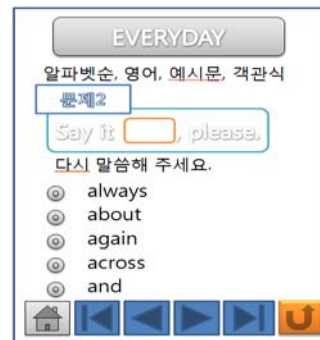 EVERYDAY
알파벳순, 영어, 예시문, 객관식
문제2
Say it , please.
다시 말씀해 주세요.
always
about
again
across
and